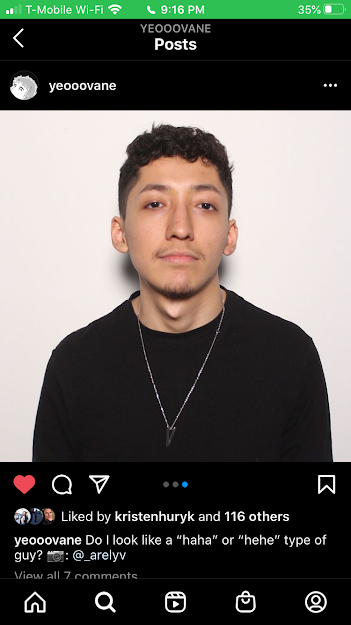 T-Mobile Wi-Fi 9:16 PM 35%
YEOOOVANE
Posts
yeooovane
Liked by kristenhuryk and 116 others
yeooovane Do I look like a “haha” or “hehe” type of
guy? 📷: @_arelyv
View all 7 comments